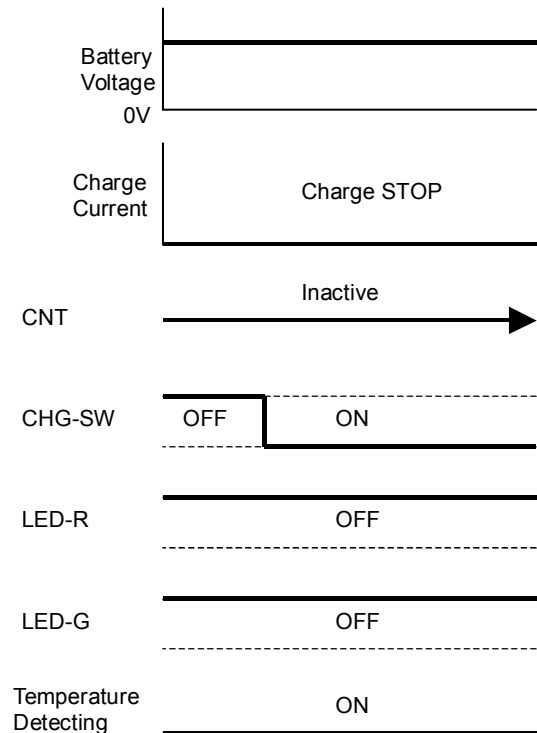 Battery
Voltage
0V
Charge
Current
Charge STOP
CNT
Inactive
CHG-SW
OFF
ON
LED-R
OFF
LED-G
OFF
Temperature
Detecting
ON